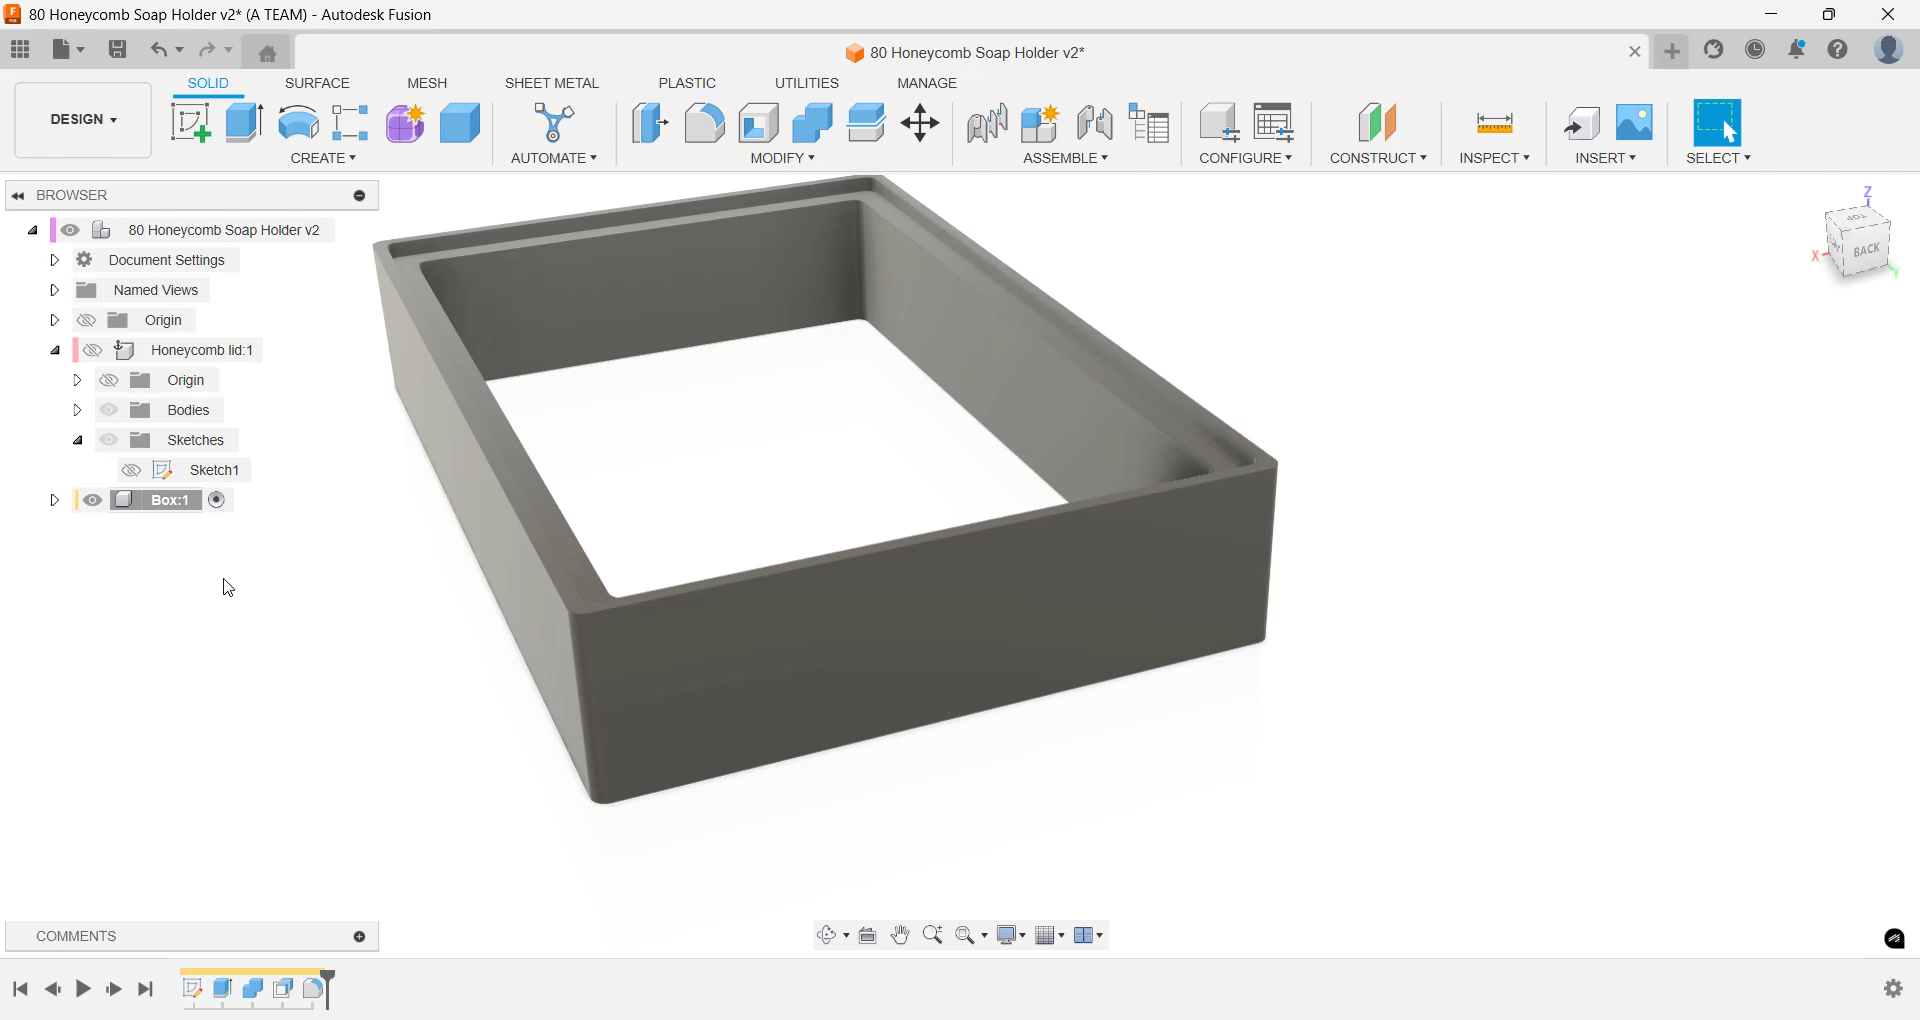 80 Honeycomb Soap Holder v2* (A TEAM) - Autodesk Fusion
80 Honeycomb Soap Holder v2*
SOLID SURFACE MESH SHEET METAL PLASTIC UTILITIES MANAGE
DESIGN
CREATE AUTOMATE MODIFY ASSEMBLE CONFIGURE CONSTRUCT INSPECT INSERT SELECT
BROWSER
80 Honeycomb Soap Holder v2
Document Settings
Named Views
Origin
Honeycomb lid:1
Origin
Bodies
Sketches
Sketch1
Box:1
Z
TOP
BACK
X
Y
COMMENTS